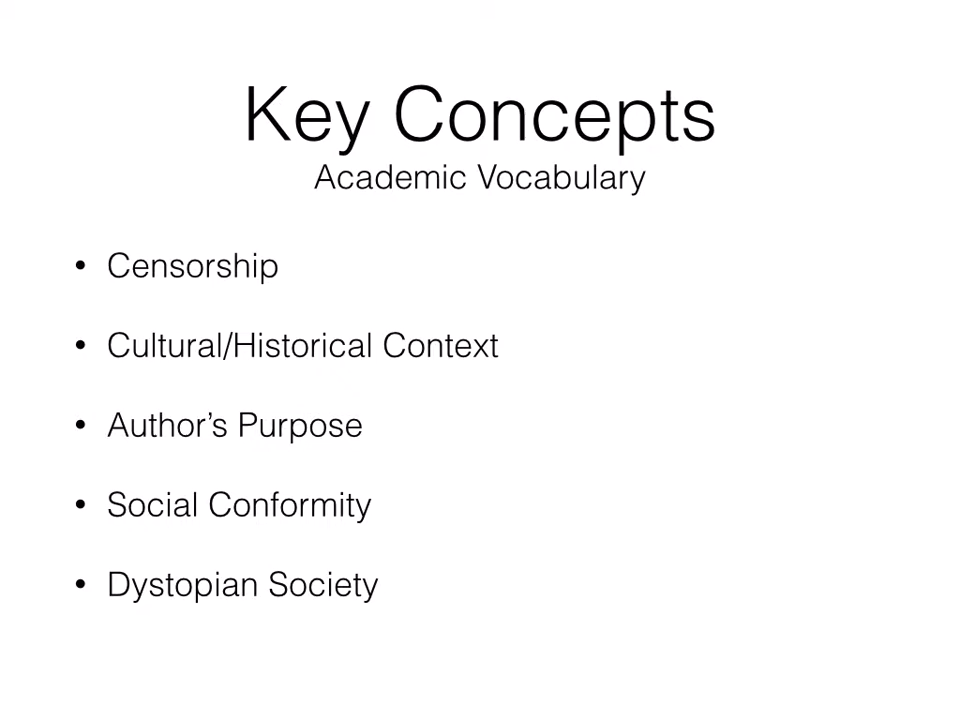 Key Concepts
Academic Vocabulary
• Censorship
• Cultural/Historical Context
• Author’s Purpose
• Social Conformity
• Dystopian Society